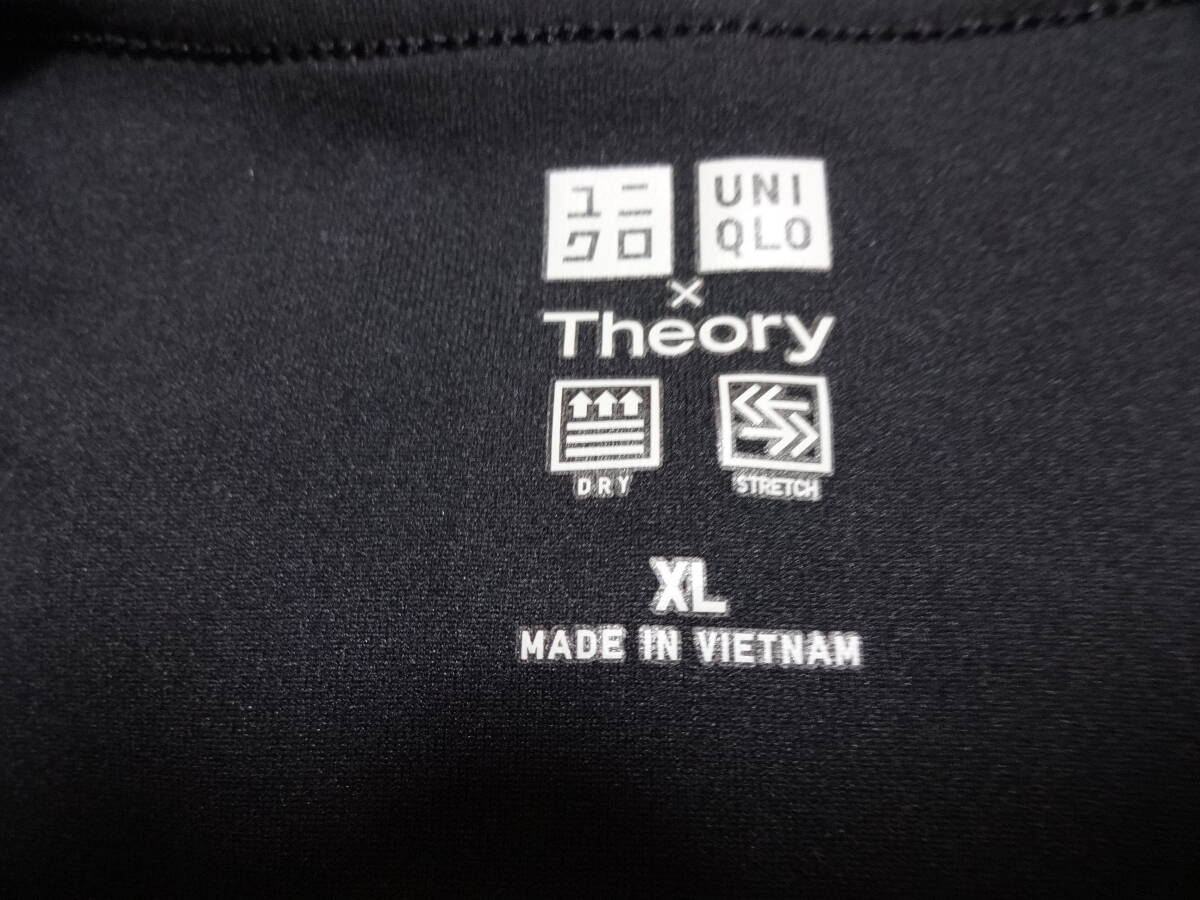 ユニ
クロ
UNI
QLO
×
Theory
DRY
STRETCH
XL
MADE IN VIETNAM